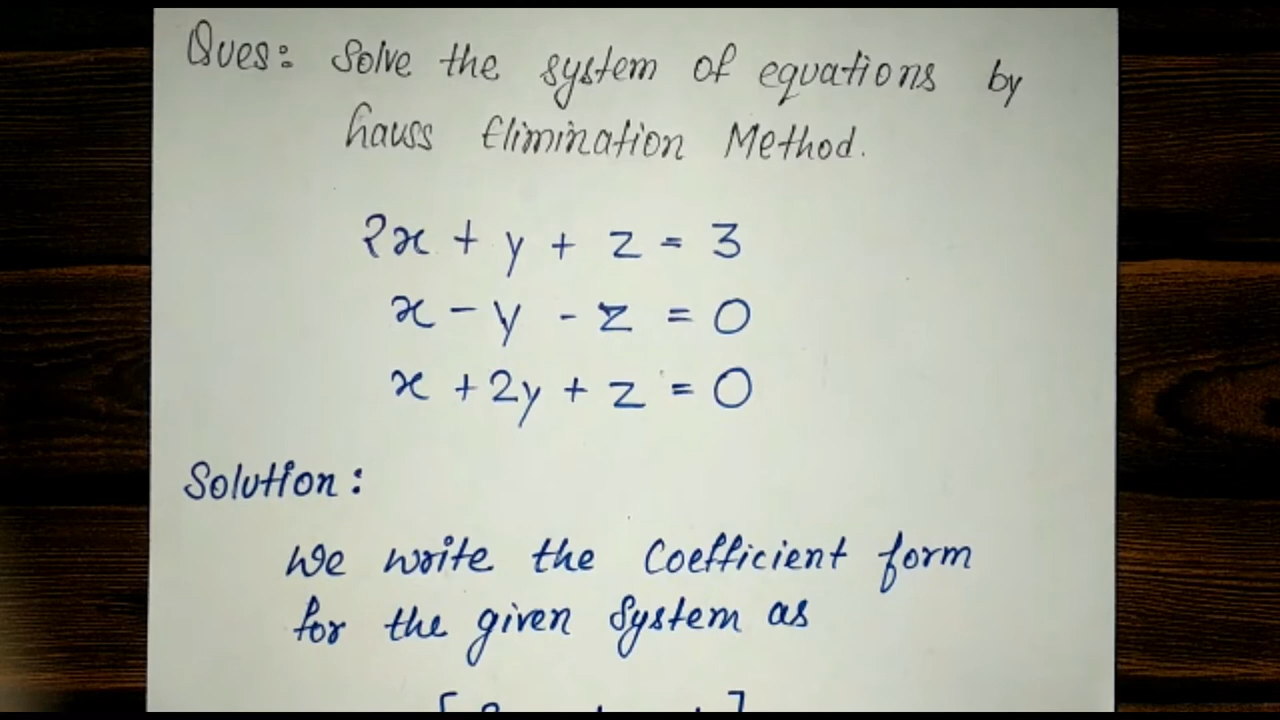 Ques: Solve the system of equations by
Gauss Elimination Method.
2x + y + z = 3
x - y - z = 0
x + 2y + z = 0
Solution:
We write the Coefficient form
for the given System as